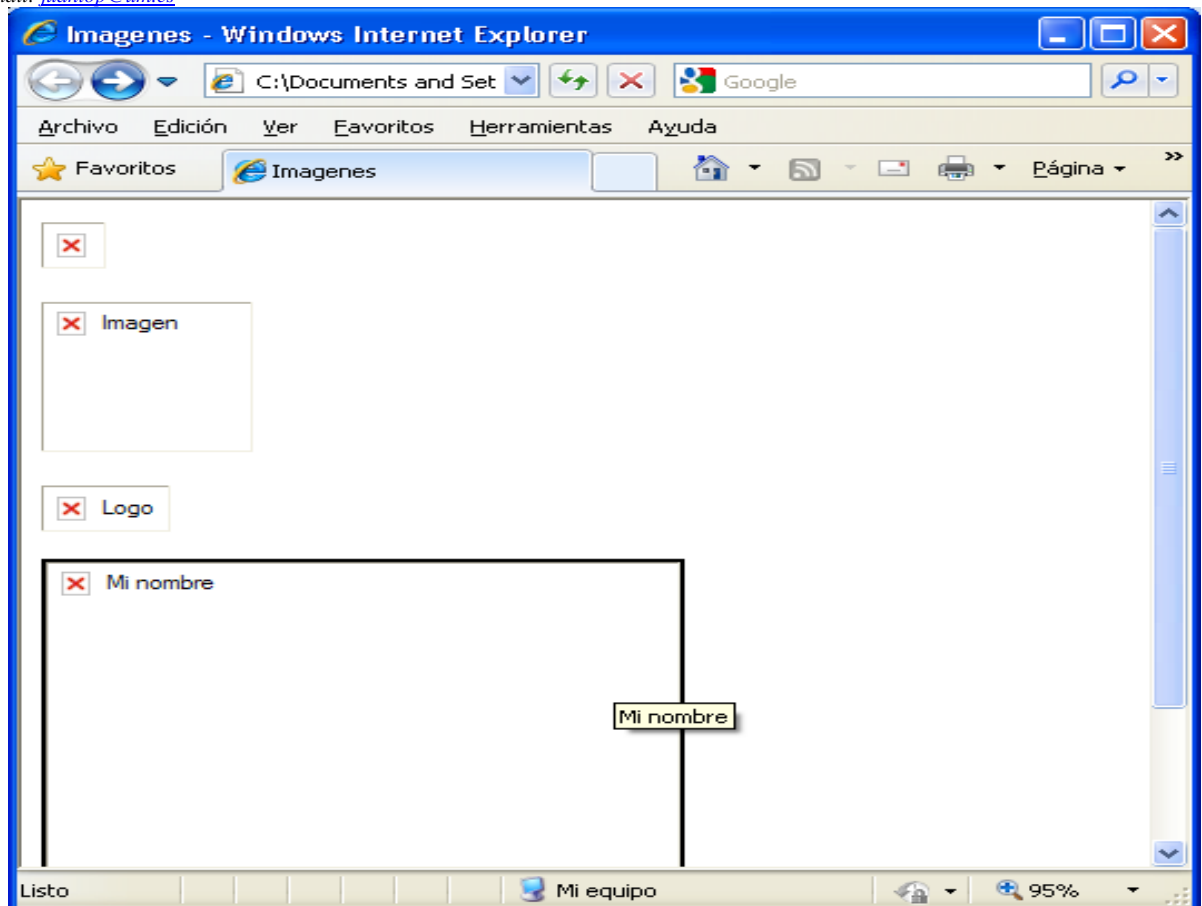 juantop
Imagenes - Windows Internet Explorer
C:\Documents and Set
Google
Archivo Edición Ver Favoritos Herramientas Ayuda
Favoritos Imagenes Página »
Imagen
Logo
Mi nombre
Mi nombre
Listo Mi equipo 95%